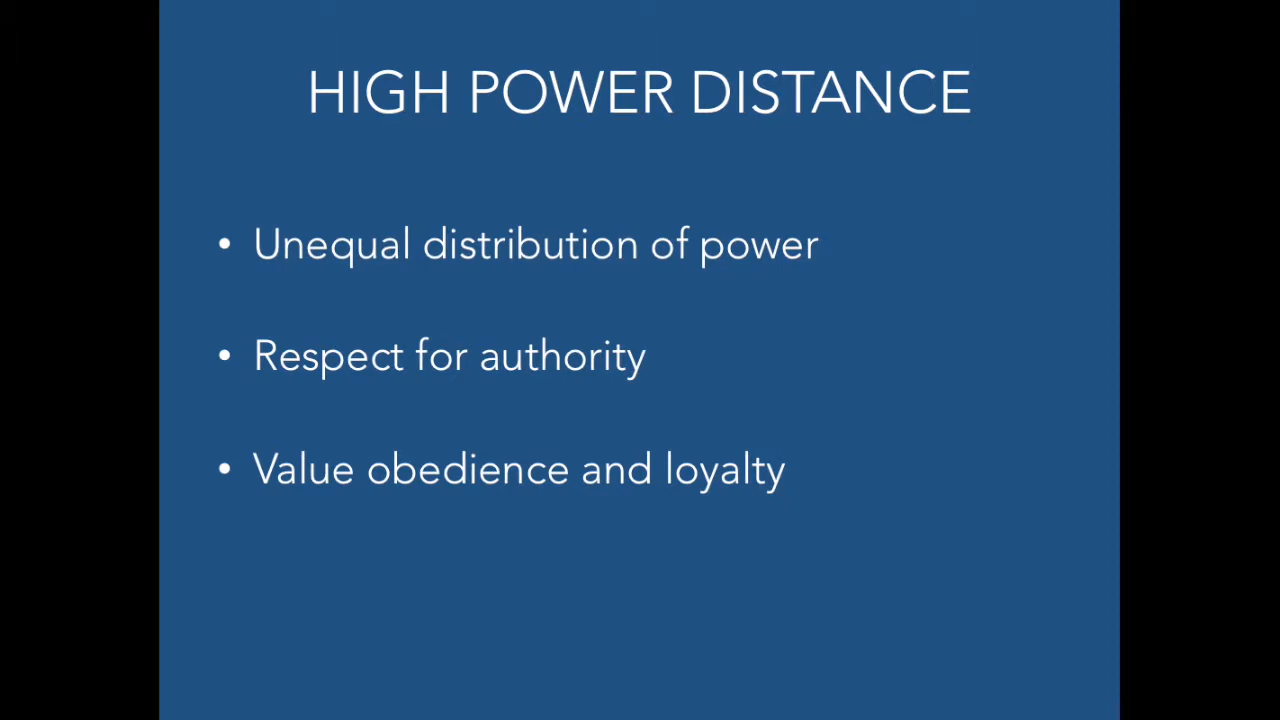 HIGH POWER DISTANCE
• Unequal distribution of power
• Respect for authority
• Value obedience and loyalty